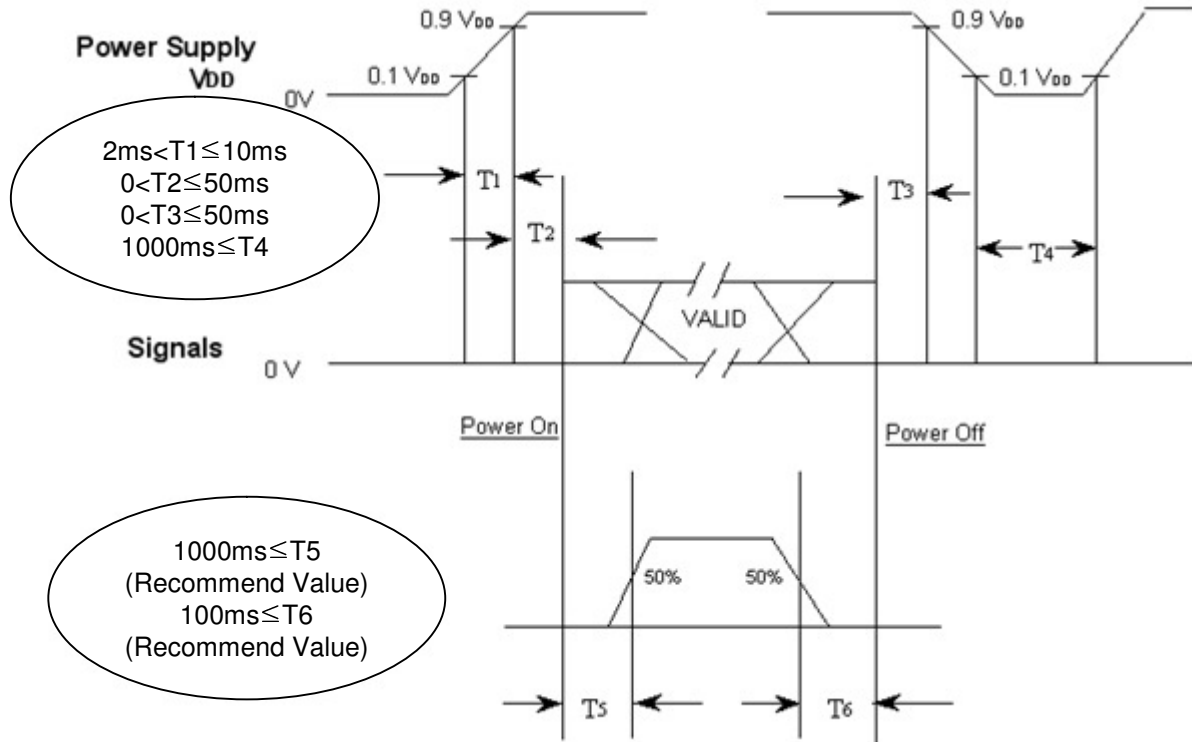 0.9 VDD
0.9 VDD
Power Supply
VDD
0.1 VDD
0.1 VDD
0V
2ms<T1≦10ms
0<T2≦50ms
0<T3≦50ms
1000ms≦T4
T1
T3
T2
T4
VALID
Signals
0 V
Power On
Power Off
1000ms≦T5
(Recommend Value)
100ms≦T6
(Recommend Value)
50%
50%
T5
T6